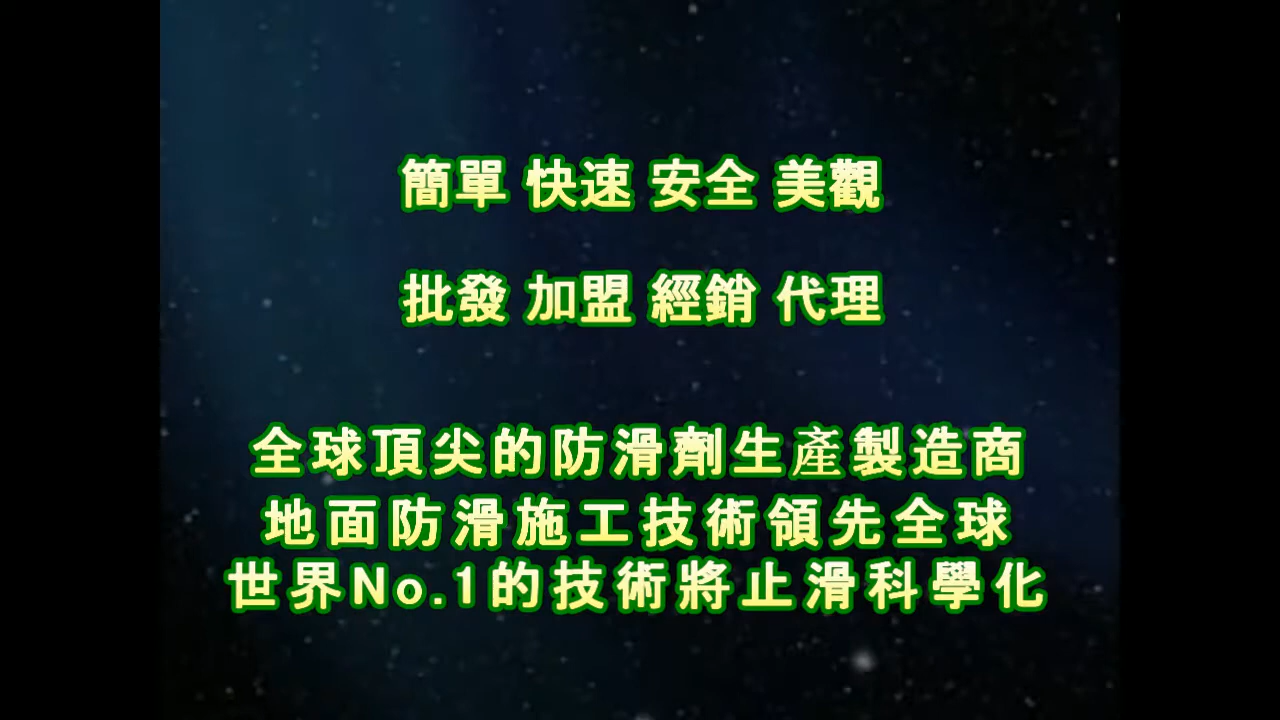 簡單 快速 安全 美觀
批發 加盟 經銷 代理
全球頂尖的防滑劑生產製造商
地面防滑施工技術領先全球
世界No.1的技術將止滑科學化